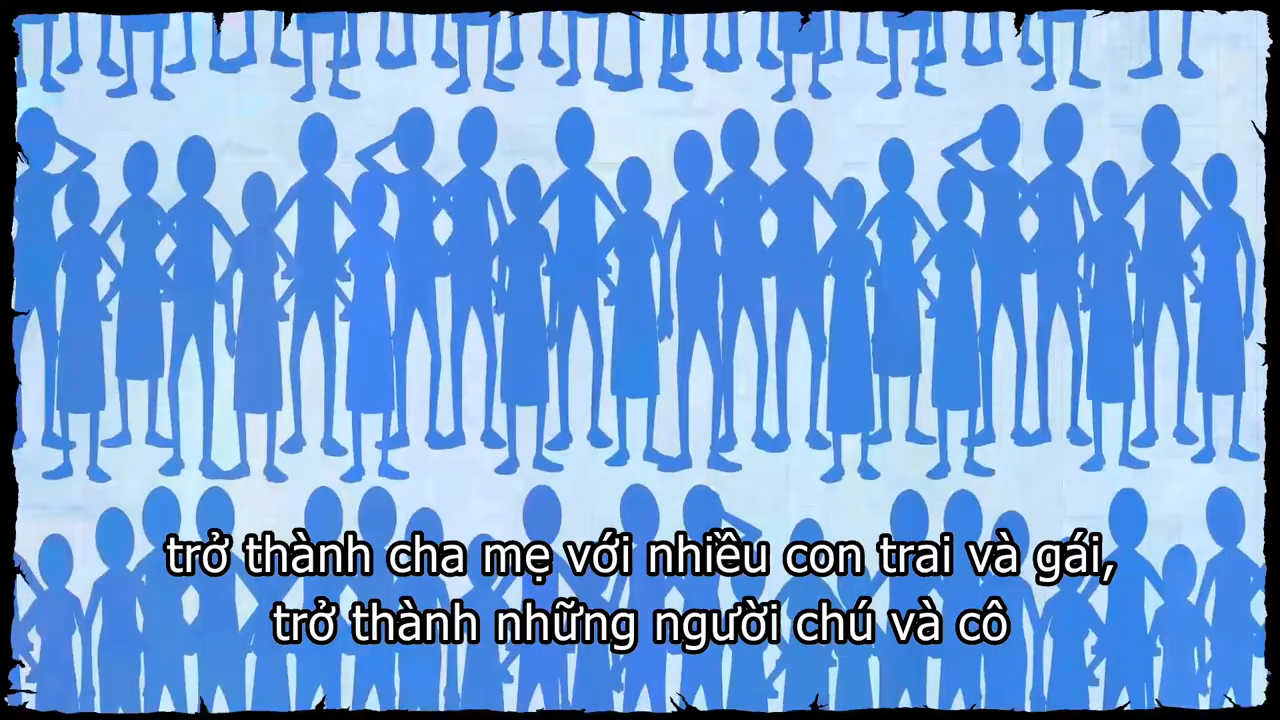 trở thành cha mẹ với nhiều con trai và gái,
trở thành những người chú và cô